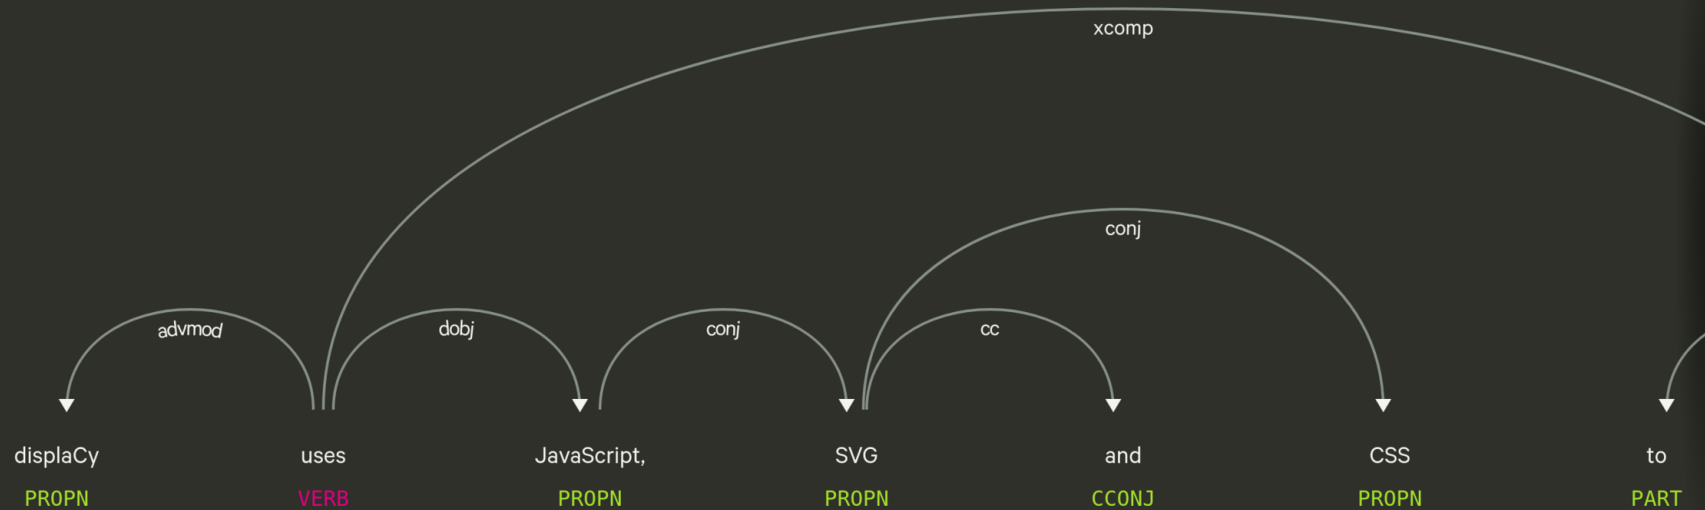 xcomp
conj
advmod dobj conj cc
displaCy uses JavaScript, SVG and CSS to
PROPN VERB PROPN PROPN CCONJ PROPN PART